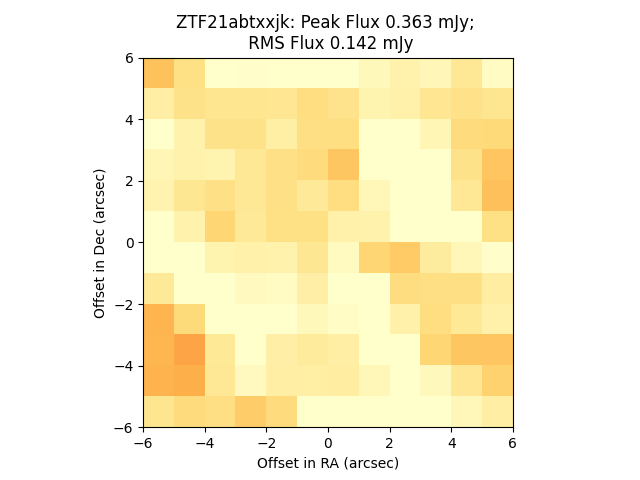 ZTF21abtxxjk: Peak Flux 0.363 mJy;
RMS Flux 0.142 mJy
6
4
2
0
−2
−4
−6
Offset in Dec (arcsec)
−6 −4 −2 0 2 4 6
Offset in RA (arcsec)